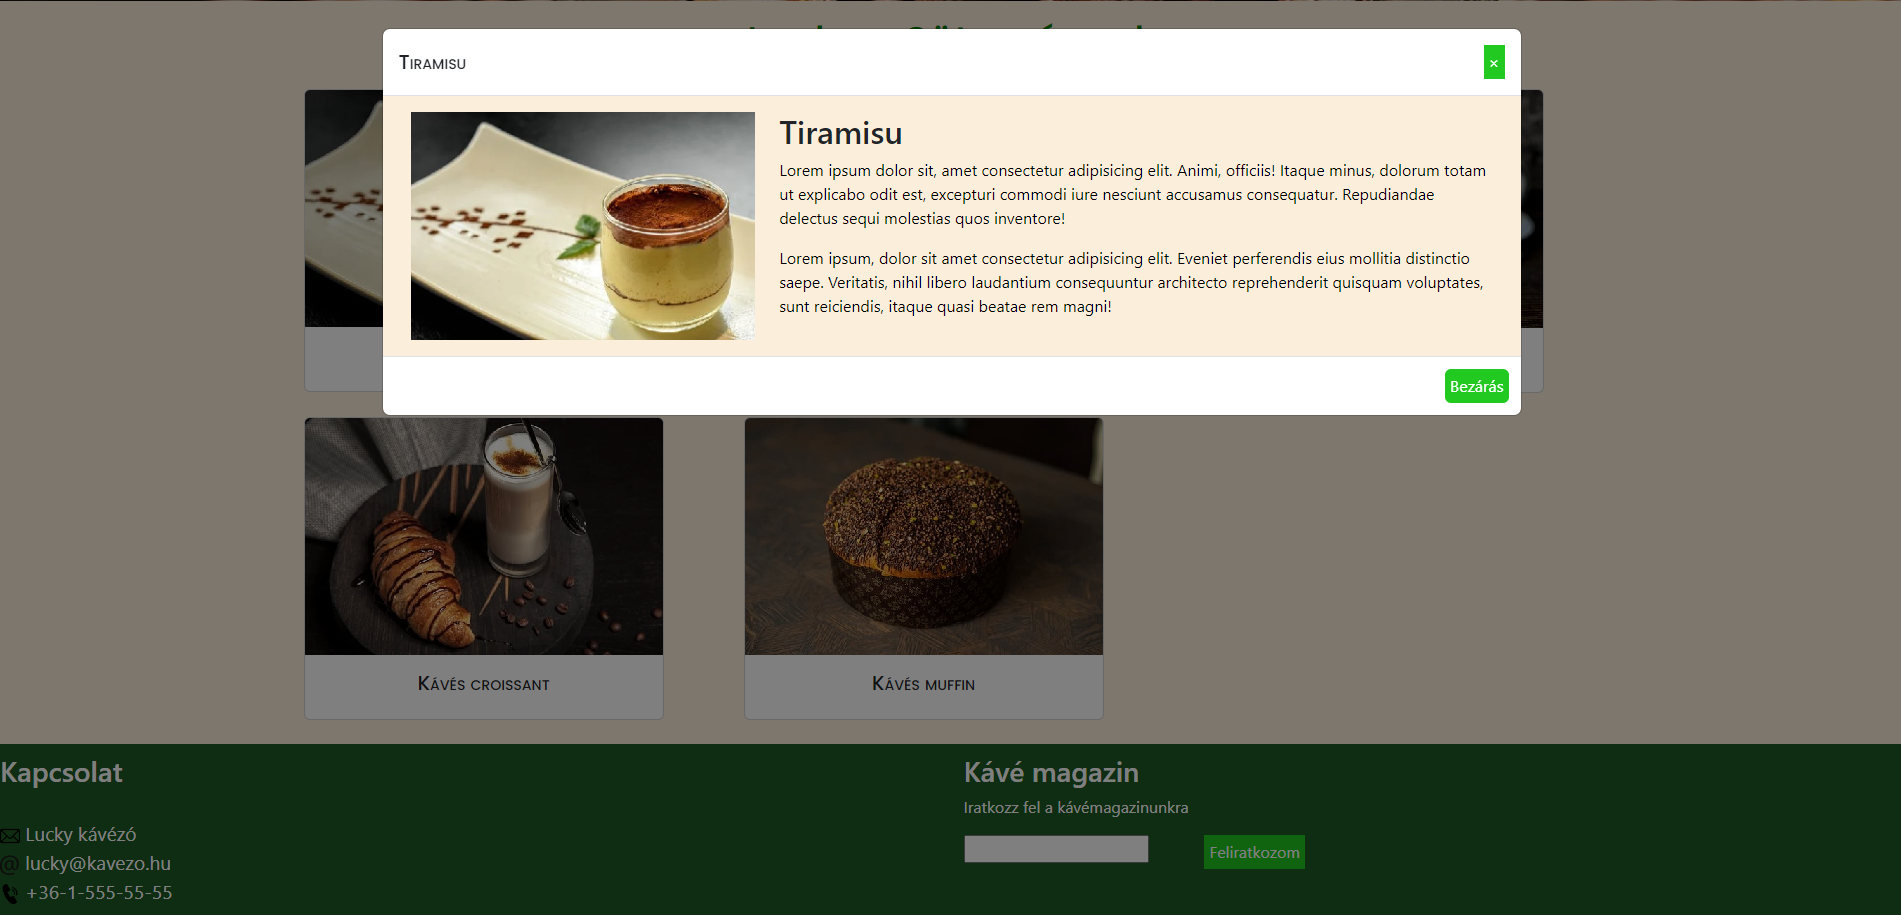 Tiramisu
×
Tiramisu
Lorem ipsum dolor sit, amet consectetur adipisicing elit. Animi, officiis! Itaque minus, dolorum totam
ut explicabo odit est, excepturi commodi iure nesciunt accusamus consequatur. Repudiandae
delectus sequi molestias quos inventore!
Lorem ipsum, dolor sit amet consectetur adipisicing elit. Eveniet perferendis eius mollitia distinctio
saepe. Veritatis, nihil libero laudantium consequuntur architecto reprehenderit quisquam voluptates,
sunt reiciendis, itaque quasi beatae rem magni!
Bezárás
Kávés croissant
Kávés muffin
Kapcsolat
Lucky kávézó
lucky@kavezo.hu
+36-1-555-55-55
Kávé magazin
Iratkozz fel a kávémagazinunkra
Feliratkozom